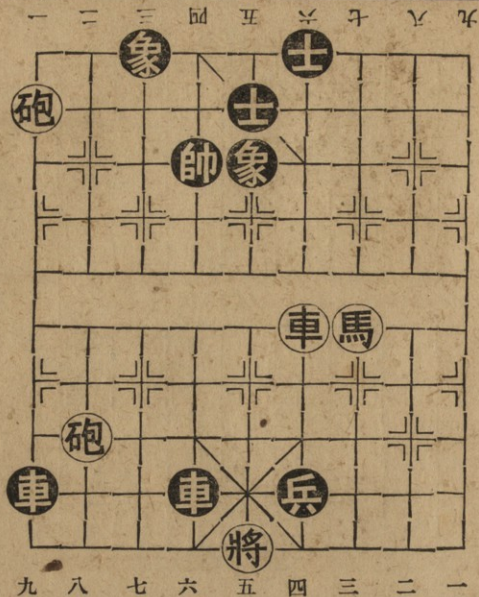 一 二 三 四 五 六 七 八 九
象 士
砲 士
帥 象
車 馬
砲
車 車 兵
將
九 八 七 六 五 四 三 二 一